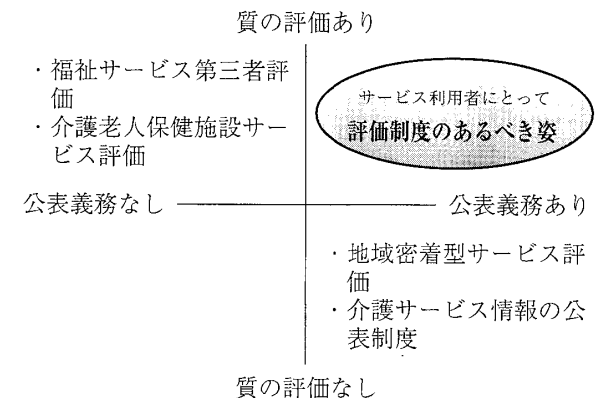 質の評価あり
・福祉サービス第三者評
価
・介護老人保健施設サー
ビス評価
サービス利用者にとって
評価制度のあるべき姿
公表義務なし
公表義務あり
・地域密着型サービス評
価
・介護サービス情報の公
表制度
質の評価なし